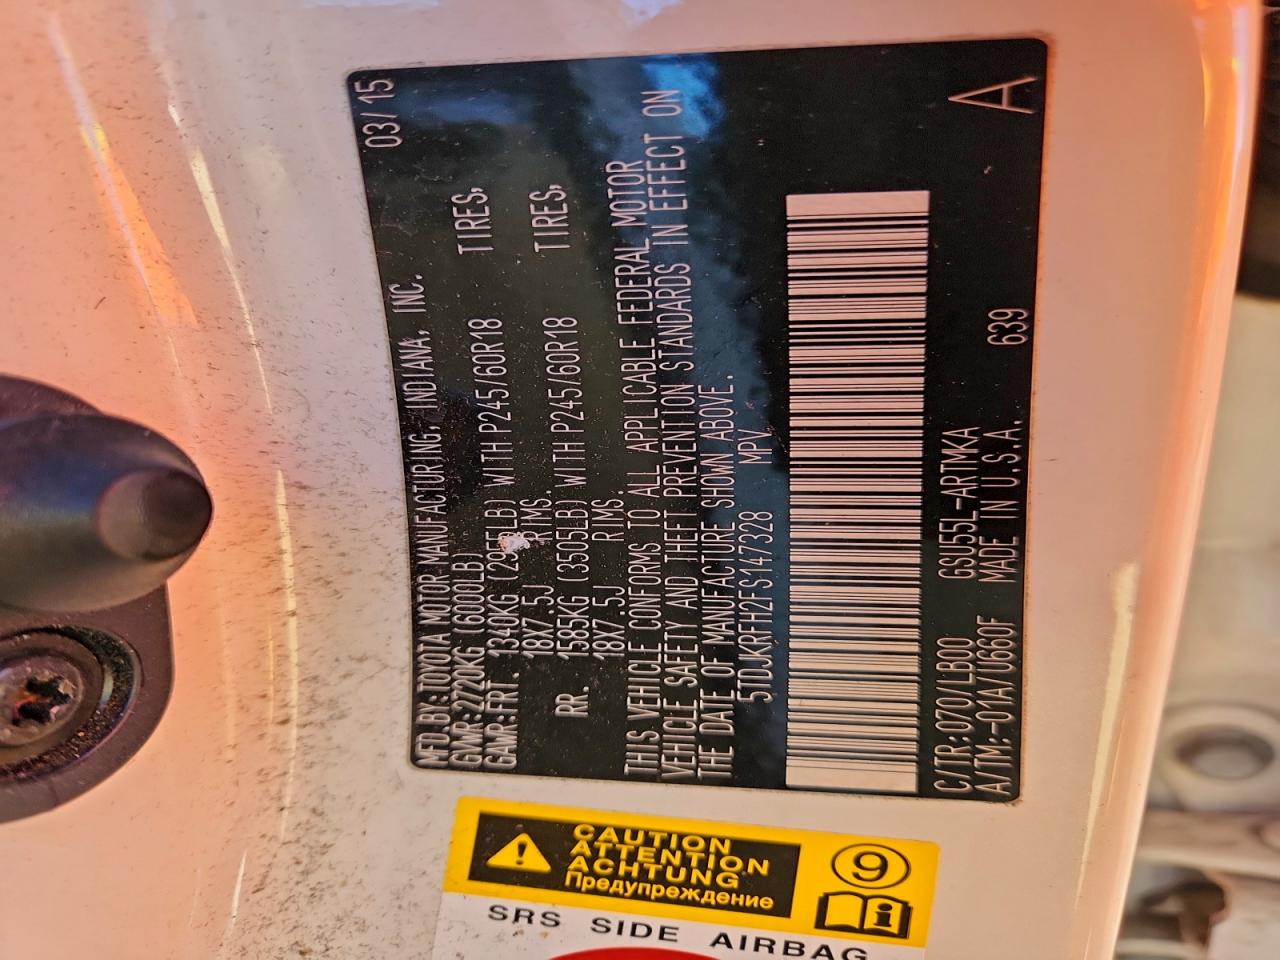 MFD.BY:TOYOTA MOTOR MANUFACTURING, INDIANA, INC. 03/15
GVWR:2720KG (6000LB)
GAWR:FRT. 1340KG (2955LB) WITH P245/60R18 TIRES,
18X7.5J RIMS.
RR. 1585KG (3505LB) WITH P245/60R18 TIRES,
18X7.5J RIMS.
THIS VEHICLE CONFORMS TO ALL APPLICABLE FEDERAL MOTOR
VEHICLE SAFETY AND THEFT PREVENTION STANDARDS IN EFFECT ON
THE DATE OF MANUFACTURE SHOWN ABOVE.
5TDJKRFH2FS147328 MPV
C/TR:070/LB00 GSU55L-ARTMKA
A/TM:-01A/U660F MADE IN U.S.A. 639 A
CAUTION
ATTENTION
ACHTUNG
Предупреждение
9
i
SRS SIDE AIRBAG